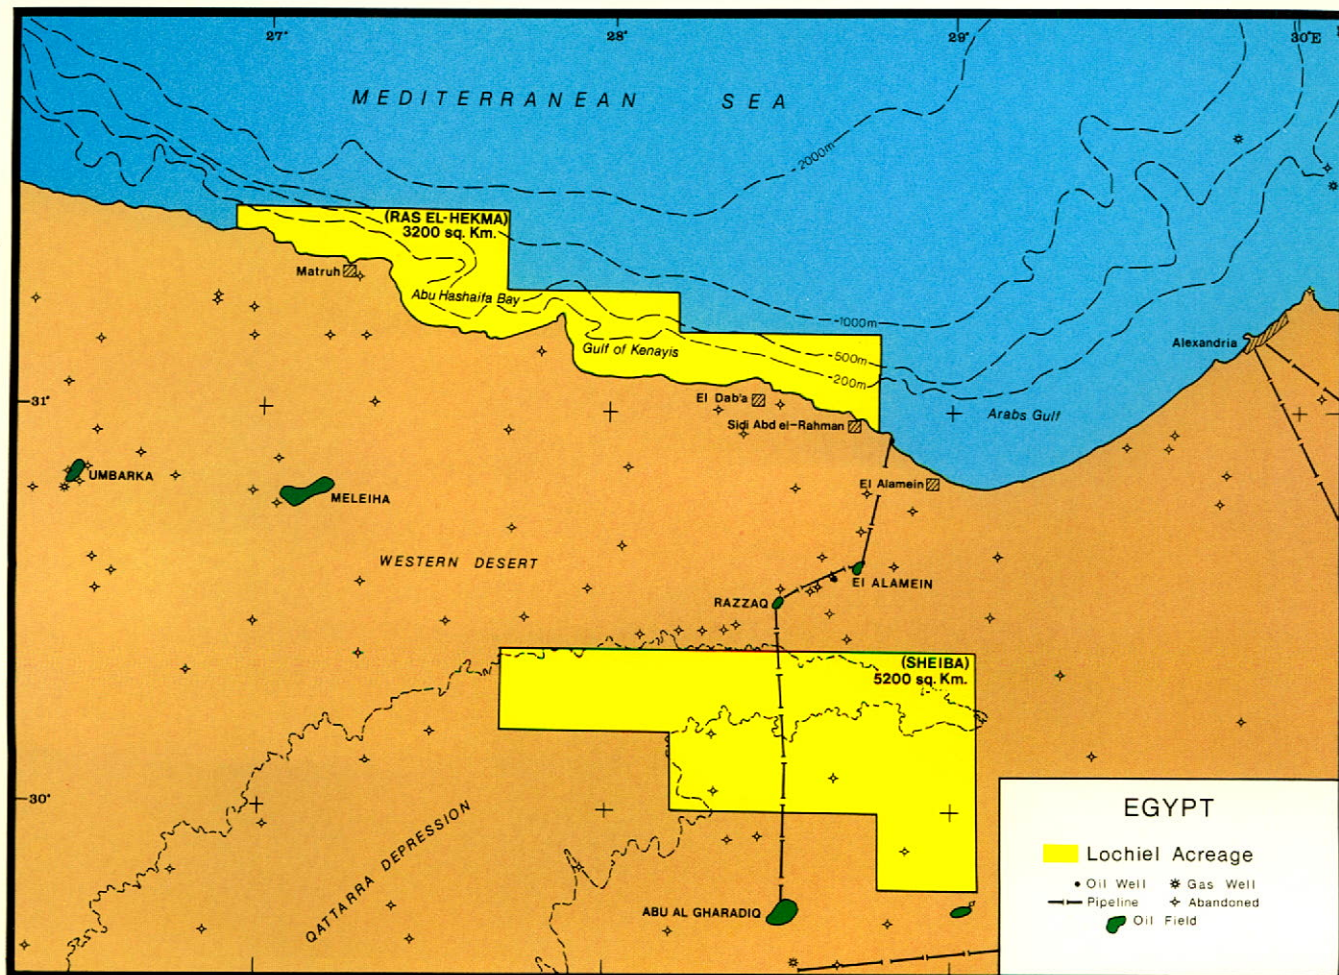 27°
28°
29°
30°E
MEDITERRANEAN SEA
2000m
(RAS EL-HEKMA)
3200 sq. Km.
Matruh
Abu Hashaifa Bay
1000m
Gulf of Kenayis
500m
200m
Alexandria
31°
El Dab'a
Arabs Gulf
Sidi Abd el-Rahman
UMBARKA
MELEIHA
El Alamein
WESTERN DESERT
El ALAMEIN
RAZZAQ
(SHEIBA)
5200 sq. Km.
30°
QATTARRA DEPRESSION
ABU AL GHARADIQ
EGYPT
Lochiel Acreage
Oil Well
Gas Well
Pipeline
Abandoned
Oil Field